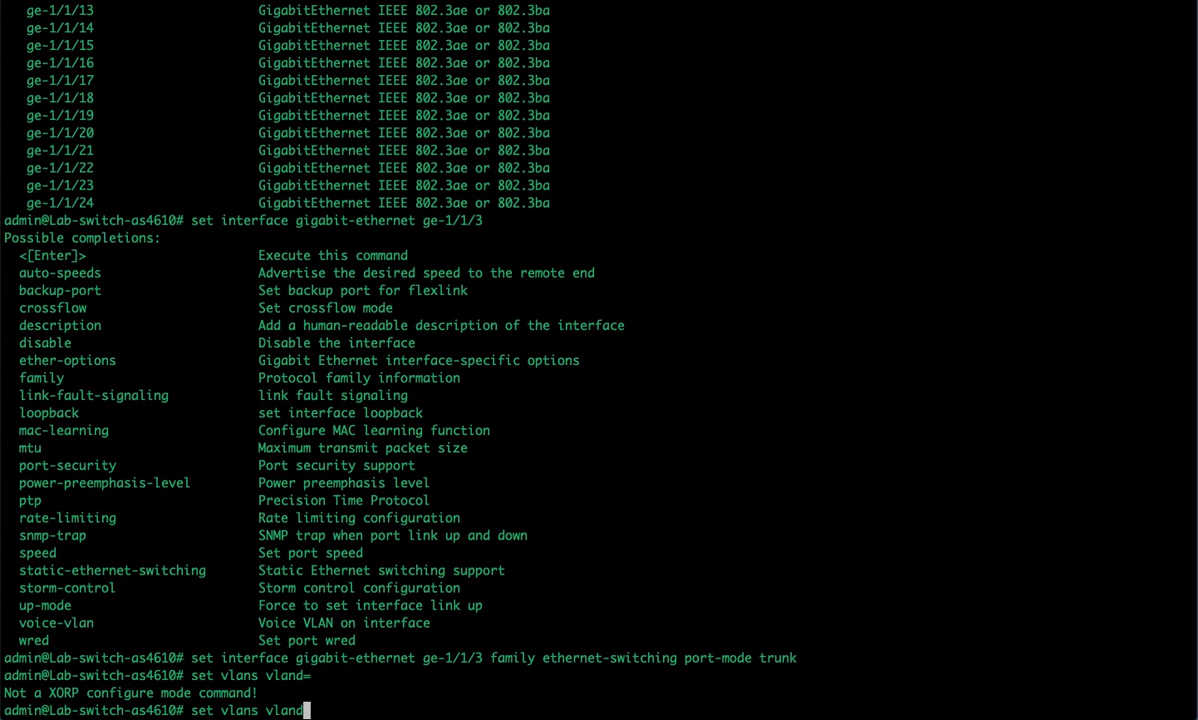 ge-1/1/13 GigabitEthernet IEEE 802.3ae or 802.3ba
ge-1/1/14 GigabitEthernet IEEE 802.3ae or 802.3ba
ge-1/1/15 GigabitEthernet IEEE 802.3ae or 802.3ba
ge-1/1/16 GigabitEthernet IEEE 802.3ae or 802.3ba
ge-1/1/17 GigabitEthernet IEEE 802.3ae or 802.3ba
ge-1/1/18 GigabitEthernet IEEE 802.3ae or 802.3ba
ge-1/1/19 GigabitEthernet IEEE 802.3ae or 802.3ba
ge-1/1/20 GigabitEthernet IEEE 802.3ae or 802.3ba
ge-1/1/21 GigabitEthernet IEEE 802.3ae or 802.3ba
ge-1/1/22 GigabitEthernet IEEE 802.3ae or 802.3ba
ge-1/1/23 GigabitEthernet IEEE 802.3ae or 802.3ba
ge-1/1/24 GigabitEthernet IEEE 802.3ae or 802.3ba
admin@Lab-switch-as4610# set interface gigabit-ethernet ge-1/1/3
Possible completions:
<[Enter]> Execute this command
auto-speeds Advertise the desired speed to the remote end
backup-port Set backup port for flexlink
crossflow Set crossflow mode
description Add a human-readable description of the interface
disable Disable the interface
ether-options Gigabit Ethernet interface-specific options
family Protocol family information
link-fault-signaling link fault signaling
loopback set interface loopback
mac-learning Configure MAC learning function
mtu Maximum transmit packet size
port-security Port security support
power-preemphasis-level Power preemphasis level
ptp Precision Time Protocol
rate-limiting Rate limiting configuration
snmp-trap SNMP trap when port link up and down
speed Set port speed
static-ethernet-switching Static Ethernet switching support
storm-control Storm control configuration
up-mode Force to set interface link up
voice-vlan Voice VLAN on interface
wred Set port wred
admin@Lab-switch-as4610# set interface gigabit-ethernet ge-1/1/3 family ethernet-switching port-mode trunk
admin@Lab-switch-as4610# set vlans vland=
Not a XORP configure mode command!
admin@Lab-switch-as4610# set vlans vland